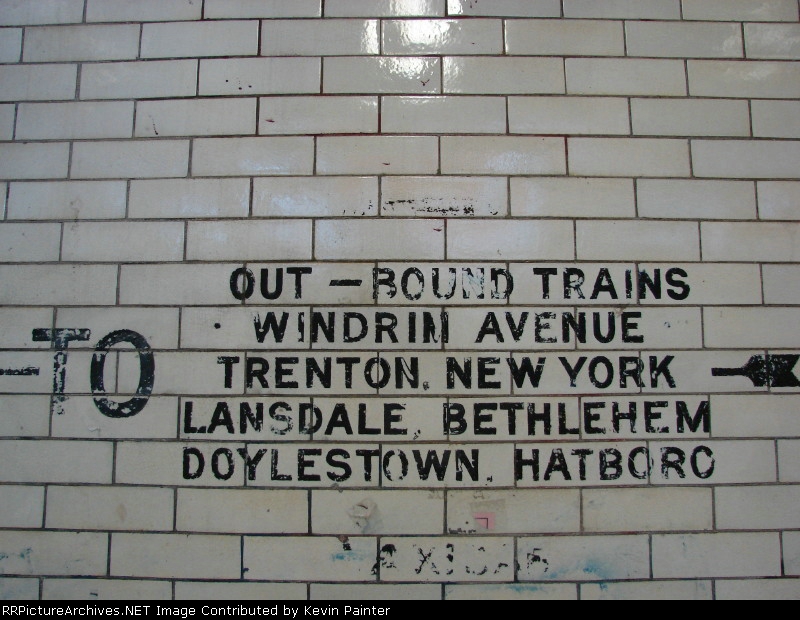 OUT — BOUND TRAINS
WINDRIM AVENUE
TO
TRENTON, NEW YORK
LANSDALE, BETHLEHEM
DOYLESTOWN, HATBORO
RRPictureArchives.NET Image Contributed by Kevin Painter